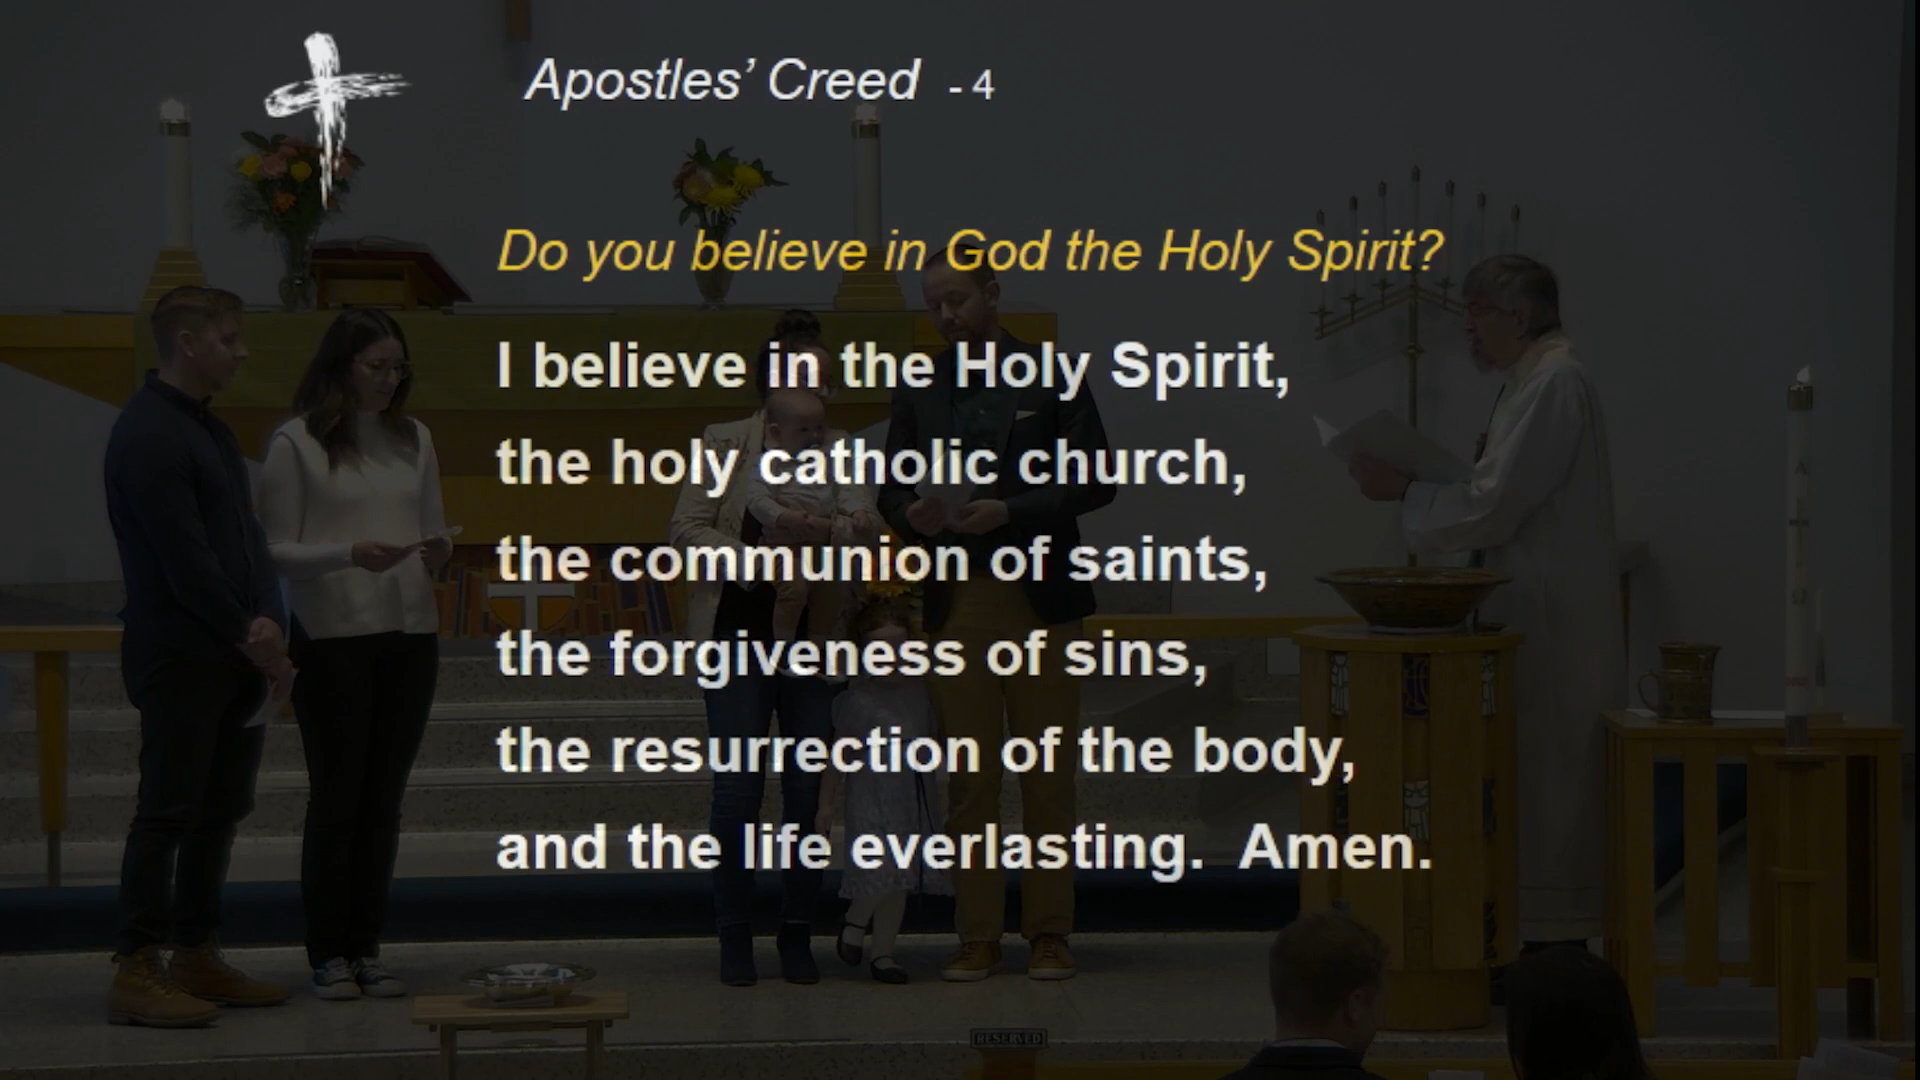 Apostles’ Creed - 4
Do you believe in God the Holy Spirit?
I believe in the Holy Spirit,
the holy catholic church,
the communion of saints,
the forgiveness of sins,
the resurrection of the body,
and the life everlasting. Amen.
RESERVED